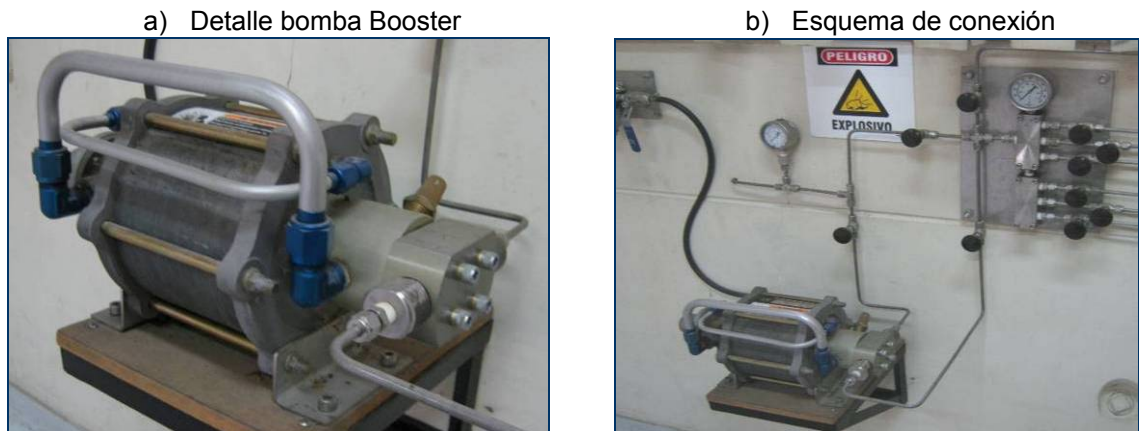 a) Detalle bomba Booster
b) Esquema de conexión
PELIGRO
EXPLOSIVO